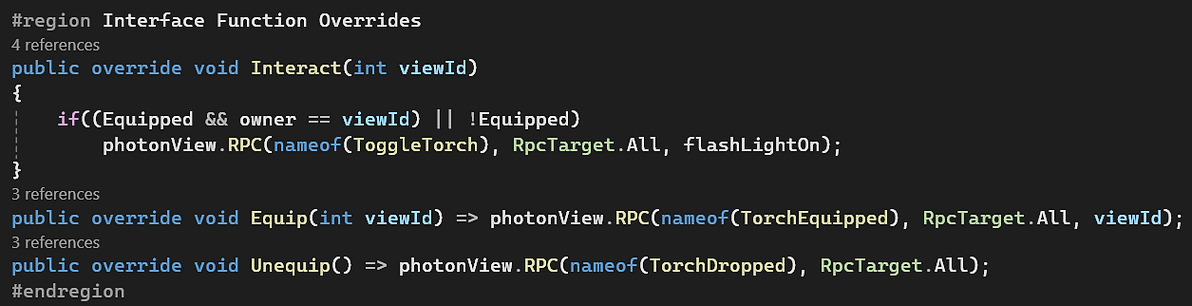 #region Interface Function Overrides
4 references
public override void Interact(int viewId)
{
if((Equipped && owner == viewId) || !Equipped)
photonView.RPC(nameof(ToggleTorch), RpcTarget.All, flashLightOn);
}
3 references
public override void Equip(int viewId) => photonView.RPC(nameof(TorchEquipped), RpcTarget.All, viewId);
3 references
public override void Unequip() => photonView.RPC(nameof(TorchDropped), RpcTarget.All);
#endregion